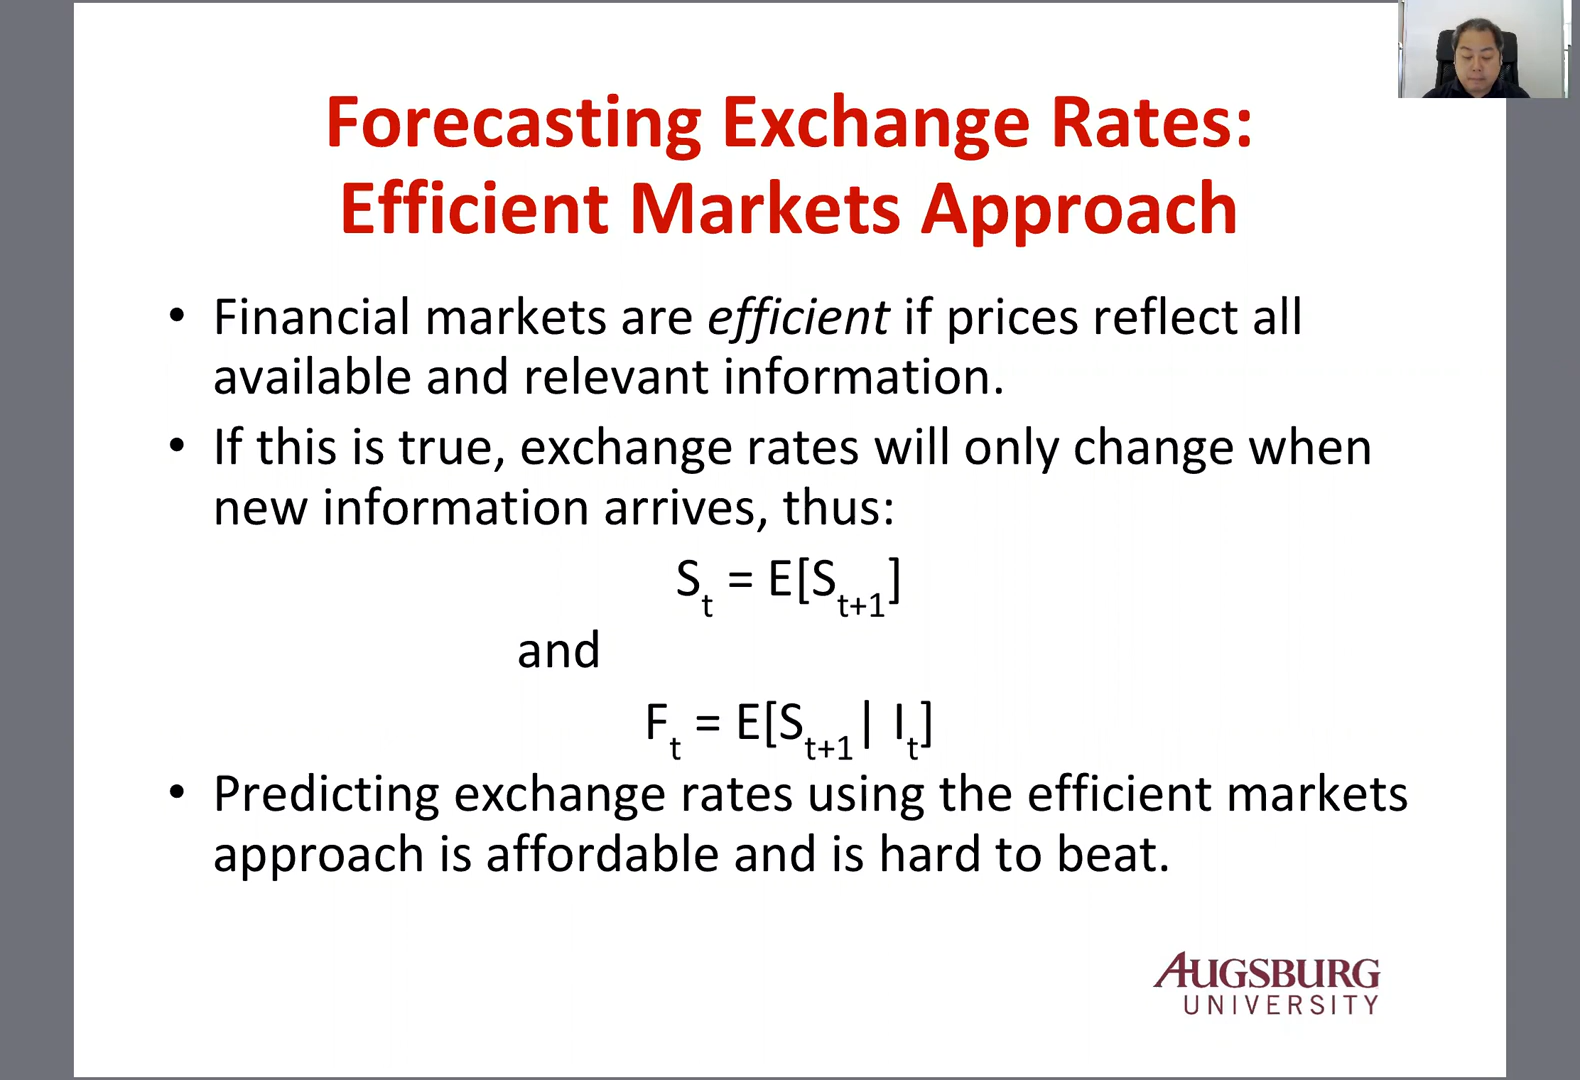 Forecasting Exchange Rates:
Efficient Markets Approach
• Financial markets are efficient if prices reflect all
available and relevant information.
• If this is true, exchange rates will only change when
new information arrives, thus:
Sₜ = E[Sₜ₊₁]
and
Fₜ = E[Sₜ₊₁| Iₜ]
• Predicting exchange rates using the efficient markets
approach is affordable and is hard to beat.
AUGSBURG
UNIVERSITY